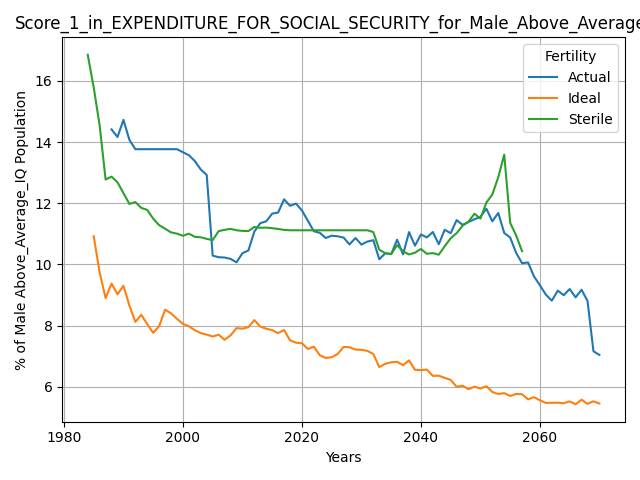 Score_1_in_EXPENDITURE_FOR_SOCIAL_SECURITY_for_Male_Above_Average
Fertility
Actual
Ideal
Sterile
% of Male Above_Average_IQ Population
16
14
12
10
8
6
1980
2000
2020
2040
2060
Years